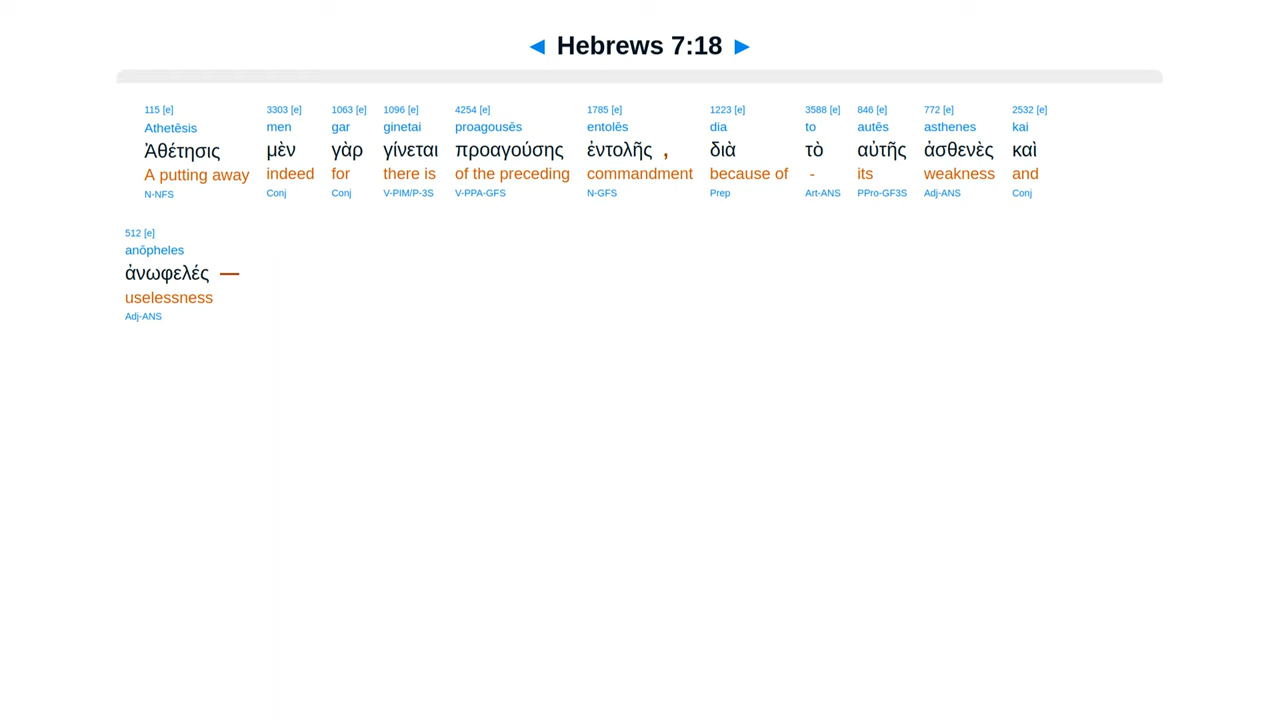 ◄ Hebrews 7:18 ►
115 [e] 3303 [e] 1063 [e] 1096 [e] 4254 [e] 1785 [e] 1223 [e] 3588 [e] 846 [e] 772 [e] 2532 [e]
Athetēsis men gar ginetai proagousēs entolēs dia to autēs asthenes kai
Ἀθέτησις μὲν γὰρ γίνεται προαγούσης ἐντολῆς , διὰ τὸ αὐτῆς ἀσθενὲς καὶ
A putting away indeed for there is of the preceding commandment because of - its weakness and
N-NFS Conj Conj V-PIM/P-3S V-PPA-GFS N-GFS Prep Art-ANS PPro-GF3S Adj-ANS Conj
512 [e]
anōpheles
ἀνωφελές —
uselessness
Adj-ANS